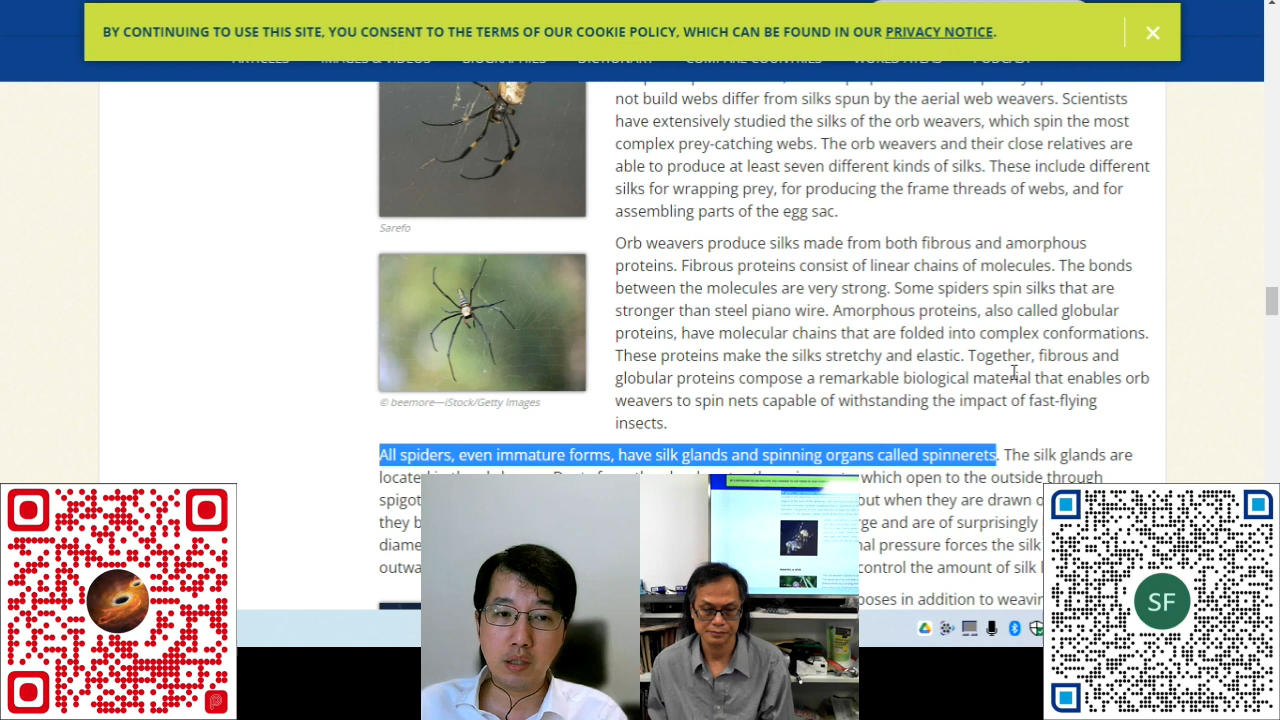 BY CONTINUING TO USE THIS SITE, YOU CONSENT TO THE TERMS OF OUR COOKIE POLICY, WHICH CAN BE FOUND IN OUR PRIVACY NOTICE.
ARTICLES IMAGES & VIDEOS BIOGRAPHIES DICTIONARY COMPARE COUNTRIES WORLD ATLAS PODCAST
not build webs differ from silks spun by the aerial web weavers. Scientists
have extensively studied the silks of the orb weavers, which spin the most
complex prey-catching webs. The orb weavers and their close relatives are
able to produce at least seven different kinds of silks. These include different
silks for wrapping prey, for producing the frame threads of webs, and for
assembling parts of the egg sac.
Sarefo
Orb weavers produce silks made from both fibrous and amorphous
proteins. Fibrous proteins consist of linear chains of molecules. The bonds
between the molecules are very strong. Some spiders spin silks that are
stronger than steel piano wire. Amorphous proteins, also called globular
proteins, have molecular chains that are folded into complex conformations.
These proteins make the silks stretchy and elastic. Together, fibrous and
globular proteins compose a remarkable biological material that enables orb
weavers to spin nets capable of withstanding the impact of fast-flying
insects.
© beemore—iStock/Getty Images
All spiders, even immature forms, have silk glands and spinning organs called spinnerets. The silk glands are
which open to the outside through
but when they are drawn
and are of surprisingly
pressure forces the silk
control the amount of silk
in addition to
SF